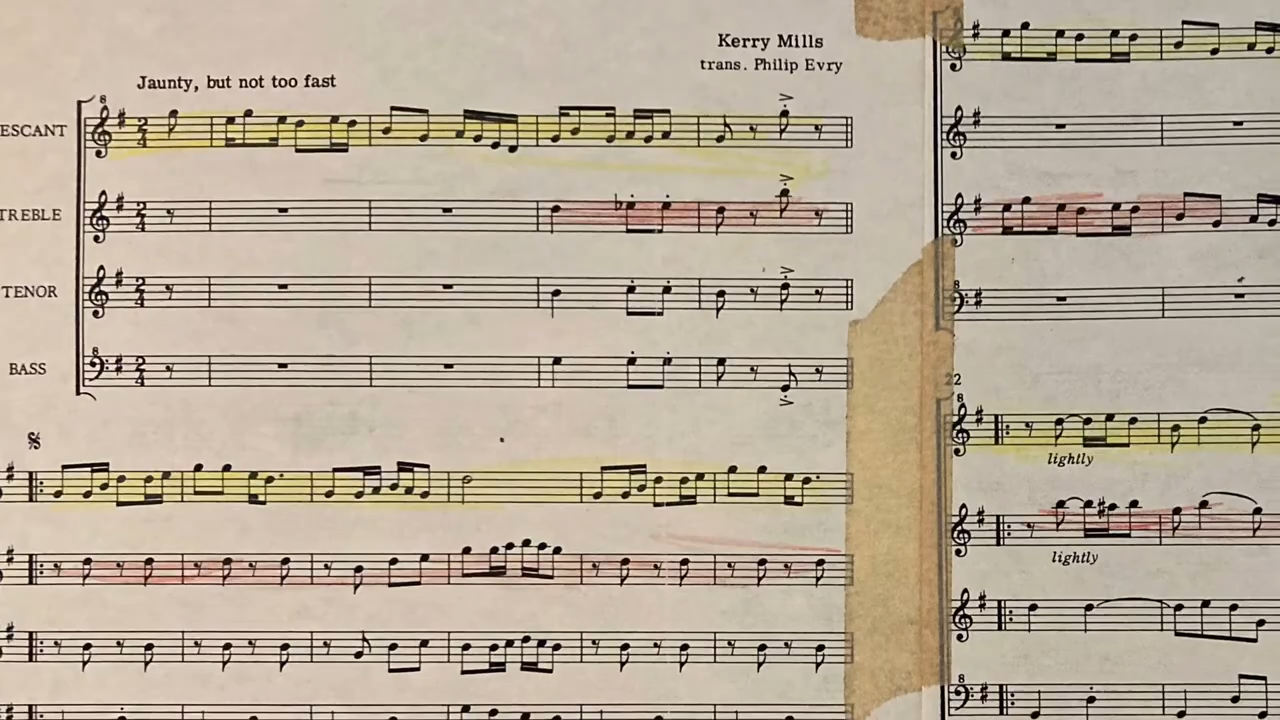 Kerry Mills
trans. Philip Evry
Jaunty, but not too fast
ESCANT
TREBLE
TENOR
BASS
22
lightly
lightly